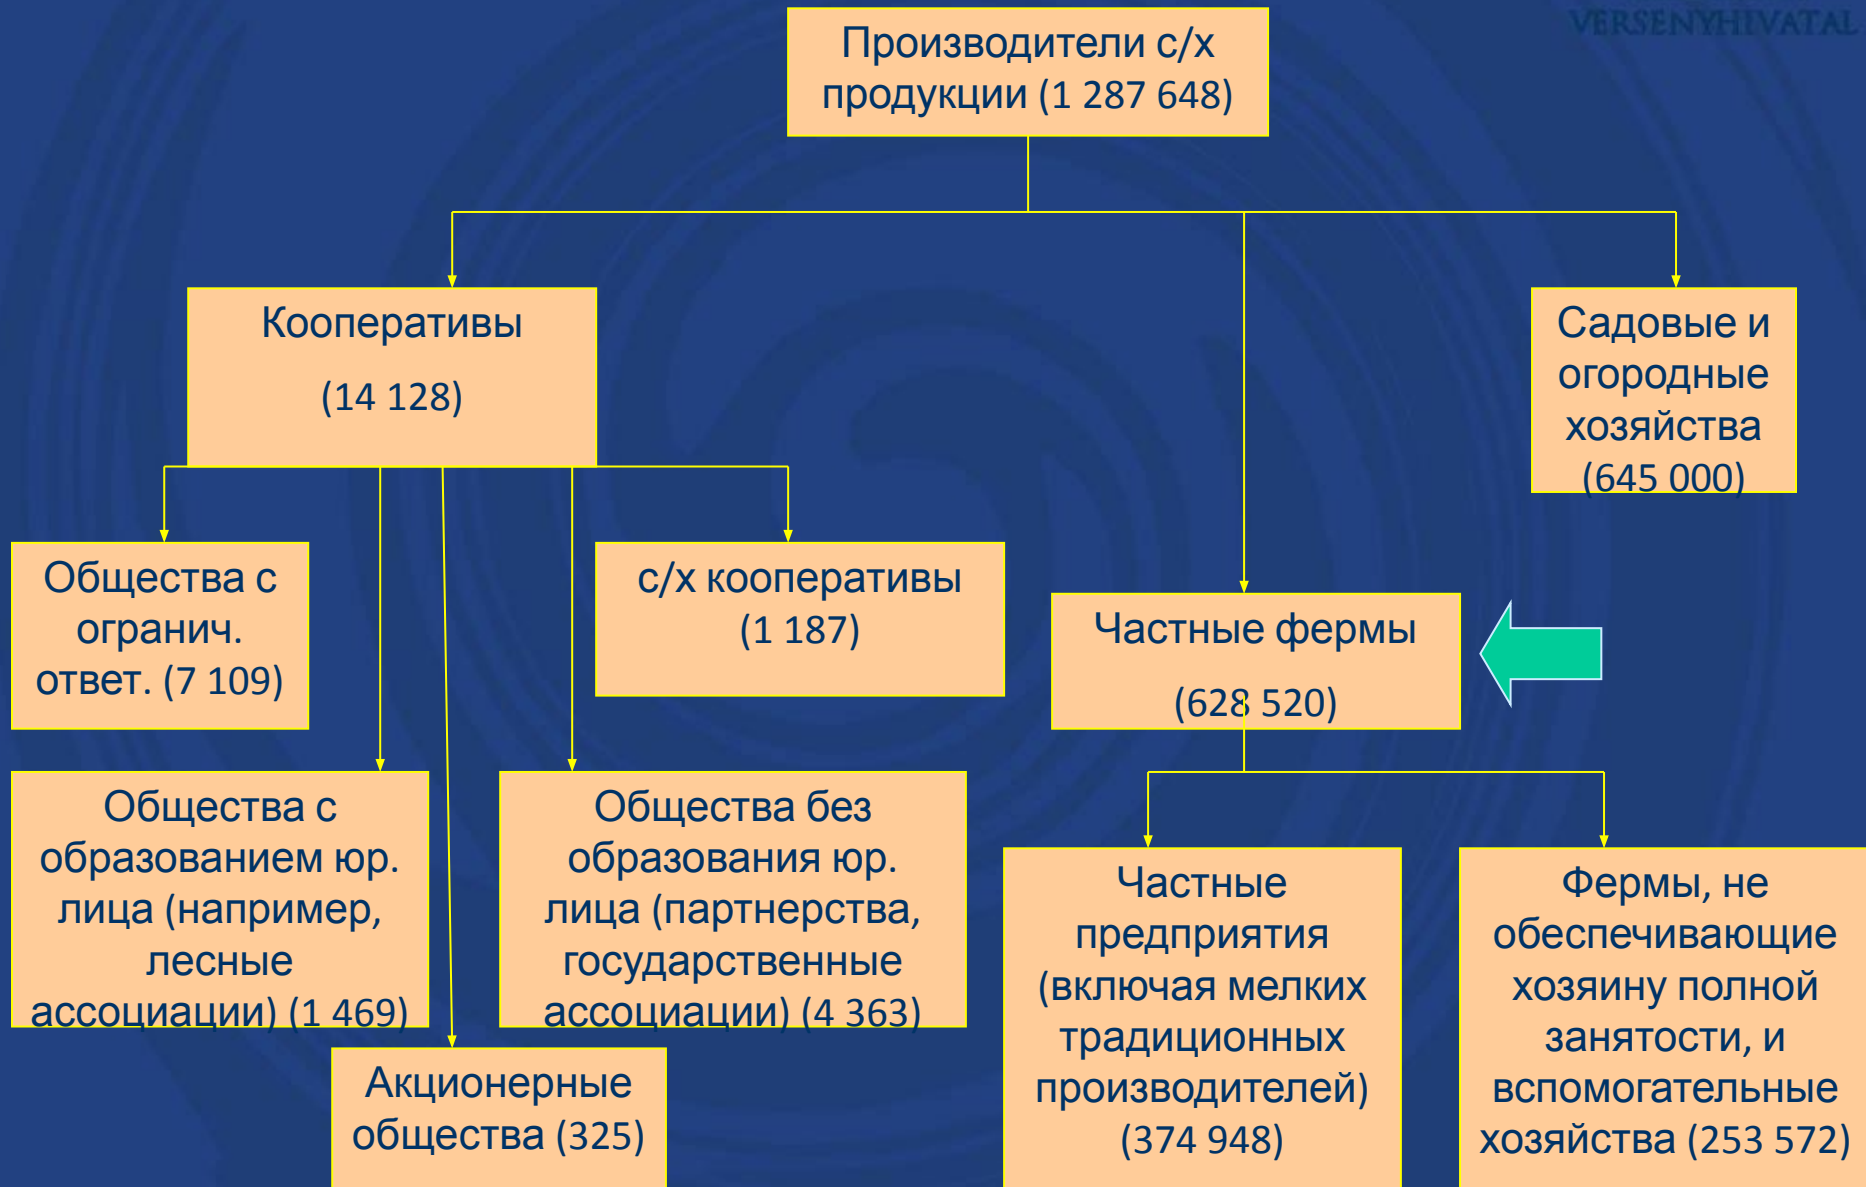 VERSENYHIVATAL
Производители с/х
продукции (1 287 648)
Кооперативы
(14 128)
Садовые и
огородные
хозяйства
(645 000)
Общества с
огранич.
ответ. (7 109)
с/х кооперативы
(1 187)
Частные фермы
(628 520)
Общества с
образованием юр.
лица (например,
лесные
ассоциации) (1 469)
Общества без
образования юр.
лица (партнерства,
государственные
ассоциации) (4 363)
Акционерные
общества (325)
Частные
предприятия
(включая мелких
традиционных
производителей)
(374 948)
Фермы, не
обеспечивающие
хозяину полной
занятости, и
вспомогательные
хозяйства (253 572)